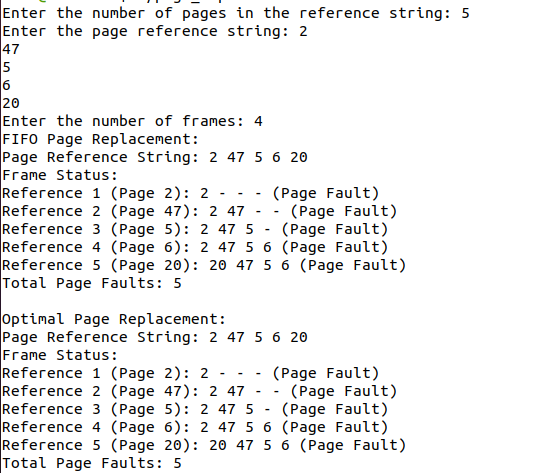 Enter the number of pages in the reference string: 5
Enter the page reference string: 2
47
5
6
20
Enter the number of frames: 4
FIFO Page Replacement:
Page Reference String: 2 47 5 6 20
Frame Status:
Reference 1 (Page 2): 2 - - - (Page Fault)
Reference 2 (Page 47): 2 47 - - (Page Fault)
Reference 3 (Page 5): 2 47 5 - (Page Fault)
Reference 4 (Page 6): 2 47 5 6 (Page Fault)
Reference 5 (Page 20): 20 47 5 6 (Page Fault)
Total Page Faults: 5

Optimal Page Replacement:
Page Reference String: 2 47 5 6 20
Frame Status:
Reference 1 (Page 2): 2 - - - (Page Fault)
Reference 2 (Page 47): 2 47 - - (Page Fault)
Reference 3 (Page 5): 2 47 5 - (Page Fault)
Reference 4 (Page 6): 2 47 5 6 (Page Fault)
Reference 5 (Page 20): 20 47 5 6 (Page Fault)
Total Page Faults: 5